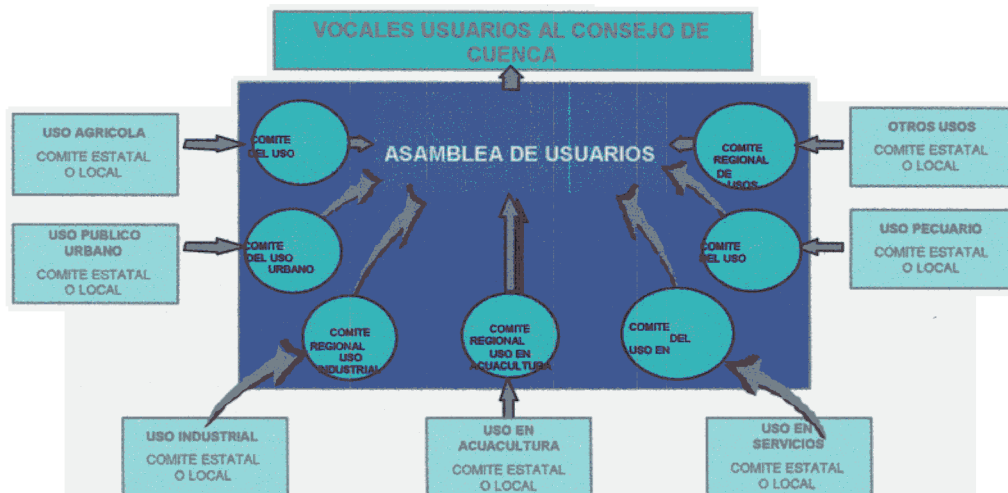 VOCALES USUARIOS AL CONSEJO DE
CUENCA
ASAMBLEA DE USUARIOS
USO AGRICOLA
COMITE ESTATAL
O LOCAL
COMITE
DEL USO
COMITE
REGIONAL
DE
USOS
OTROS USOS
COMITE ESTATAL
O LOCAL
USO PUBLICO
URBANO
COMITE ESTATAL
O LOCAL
COMITE
DEL USO
URBANO
COMITE
DEL USO
USO PECUARIO
COMITE ESTATAL
O LOCAL
COMITE
REGIONAL
USO
INDUSTRIAL
COMITE
REGIONAL
USO EN
ACUACULTURA
COMITE
DEL
USO EN
USO INDUSTRIAL
COMITE ESTATAL
O LOCAL
USO EN
ACUACULTURA
COMITE ESTATAL
O LOCAL
USO EN
SERVICIOS
COMITE ESTATAL
O LOCAL